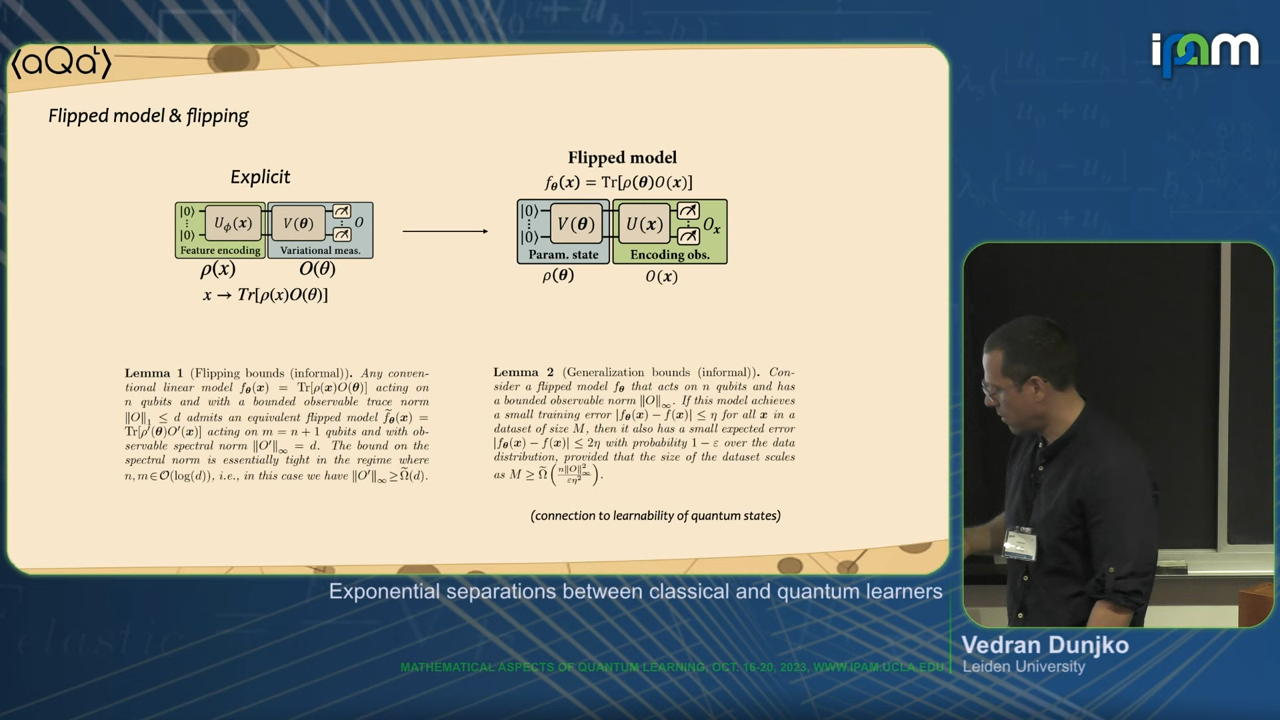 ⟨aQaᴸ⟩
ipam
Flipped model & flipping
Explicit
|0⟩
⋮
|0⟩
U_ϕ(x)
V(θ)
O
Feature encoding
Variational meas.
ρ(x)
O(θ)
x → Tr[ρ(x)O(θ)]
Flipped model
f_θ(x) = Tr[ρ(θ)O(x)]
|0⟩
⋮
|0⟩
V(θ)
U(x)
O_x
Param. state
Encoding obs.
ρ(θ)
O(x)
Lemma 1 (Flipping bounds (informal)). Any conven-
tional linear model f_θ(x) = Tr[ρ(x)O(θ)] acting on
n qubits and with a bounded observable trace norm
‖O‖₁ ≤ d admits an equivalent flipped model f̃_θ(x) =
Tr[ρ′(θ)O′(x)] acting on m = n + 1 qubits and with ob-
servable spectral norm ‖O′‖_∞ = d. The bound on the
spectral norm is essentially tight in the regime where
n, m ∈ O(log(d)), i.e., in this case we have ‖O′‖_∞ ≥ Ω̃(d).
Lemma 2 (Generalization bounds (informal)). Con-
sider a flipped model f_θ that acts on n qubits and has
a bounded observable norm ‖O‖_∞. If this model achieves
a small training error |f_θ(x) − f(x)| ≤ η for all x in a
dataset of size M, then it also has a small expected error
|f_θ(x) − f(x)| ≤ 2η with probability 1 − ε over the data
distribution, provided that the size of the dataset scales
as M ≥ Ω̃(n‖O‖²_∞ / εη²).
(connection to learnability of quantum states)
Exponential separations between classical and quantum learners
Vedran Dunjko
Leiden University
MATHEMATICAL ASPECTS OF QUANTUM LEARNING, OCT. 16-20, 2023, WWW.IPAM.UCLA.EDU
elastic